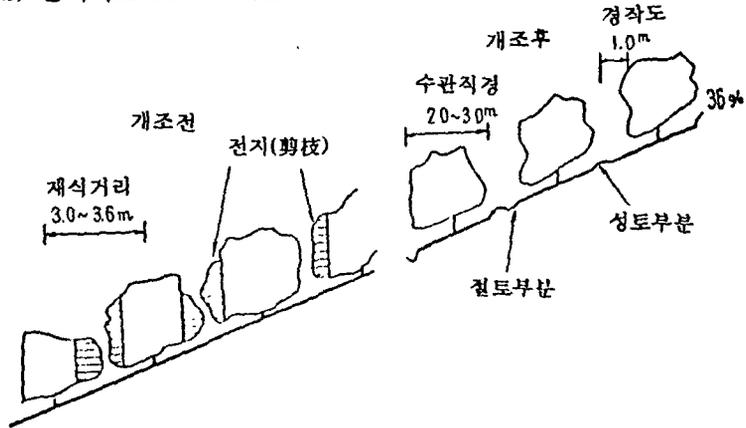 개조전
전지(剪枝)
재식거리
3.0~3.6m
개조후
경작도
1.0m
수관직경
2.0~3.0m
36%
성토부분
절토부분